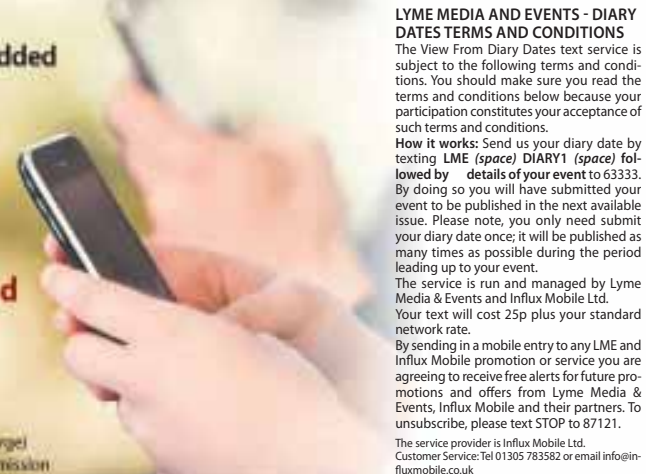 dded
d
rge)
mission
LYME MEDIA AND EVENTS - DIARY
DATES TERMS AND CONDITIONS
The View From Diary Dates text service is
subject to the following terms and condi-
tions. You should make sure you read the
terms and conditions below because your
participation constitutes your acceptance of
such terms and conditions.
How it works: Send us your diary date by
texting LME (space) DIARY1 (space) fol-
lowed by details of your event to 63333.
By doing so you will have submitted your
event to be published in the next available
issue. Please note, you only need submit
your diary date once; it will be published as
many times as possible during the period
leading up to your event.
The service is run and managed by Lyme
Media & Events and Influx Mobile Ltd.
Your text will cost 25p plus your standard
network rate.
By sending in a mobile entry to any LME and
Influx Mobile promotion or service you are
agreeing to receive free alerts for future pro-
motions and offers from Lyme Media &
Events, Influx Mobile and their partners. To
unsubscribe, please text STOP to 87121.
The service provider is Influx Mobile Ltd.
Customer Service: Tel 01305 783582 or email info@in-
fluxmobile.co.uk